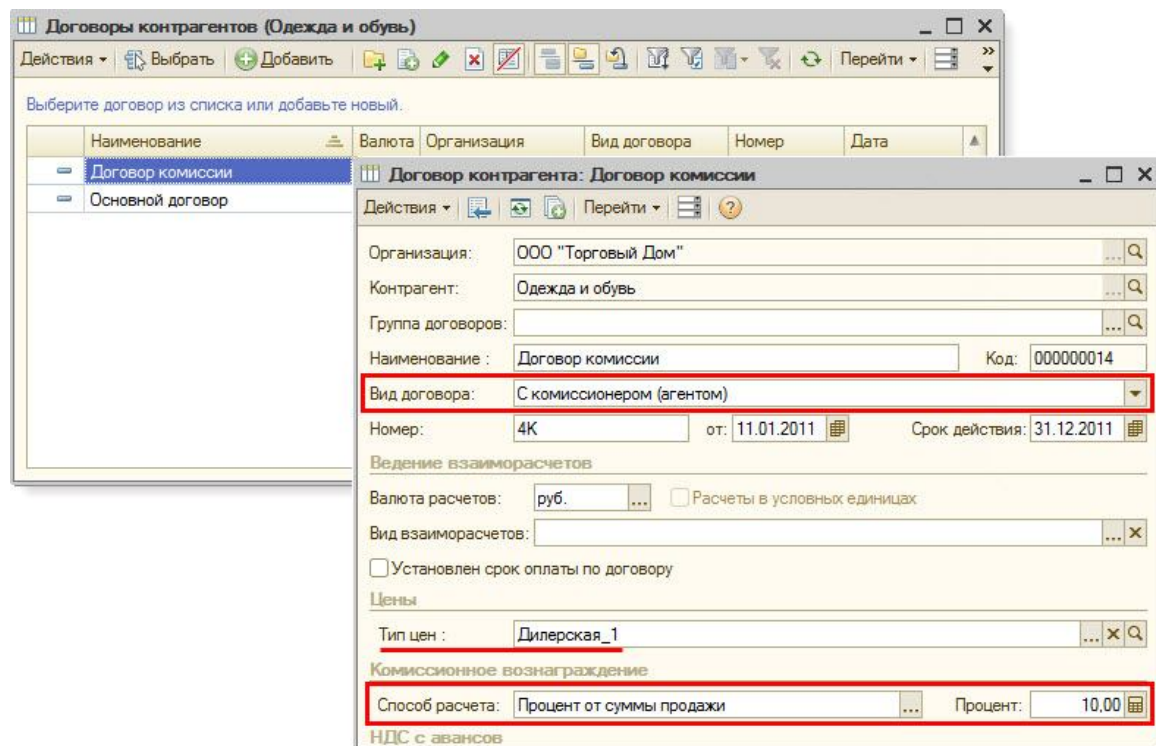 Договоры контрагентов (Одежда и обувь)
Действия Выбрать Добавить Перейти
Выберите договор из списка или добавьте новый.
Наименование Валюта Организация Вид договора Номер Дата
Договор комиссии
Основной договор
Договор контрагента: Договор комиссии
Действия Перейти
Организация: ООО "Торговый Дом"
Контрагент: Одежда и обувь
Группа договоров:
Наименование : Договор комиссии Код: 000000014
Вид договора: С комиссионером (агентом)
Номер: 4К от: 11.01.2011 Срок действия: 31.12.2011
Ведение взаиморасчетов
Валюта расчетов: руб. ... Расчеты в условных единицах
Вид взаиморасчетов:
Установлен срок оплаты по договору
Цены
Тип цен : Дилерская_1
Комиссионное вознаграждение
Способ расчета: Процент от суммы продажи ... Процент: 10,00
НДС с авансов